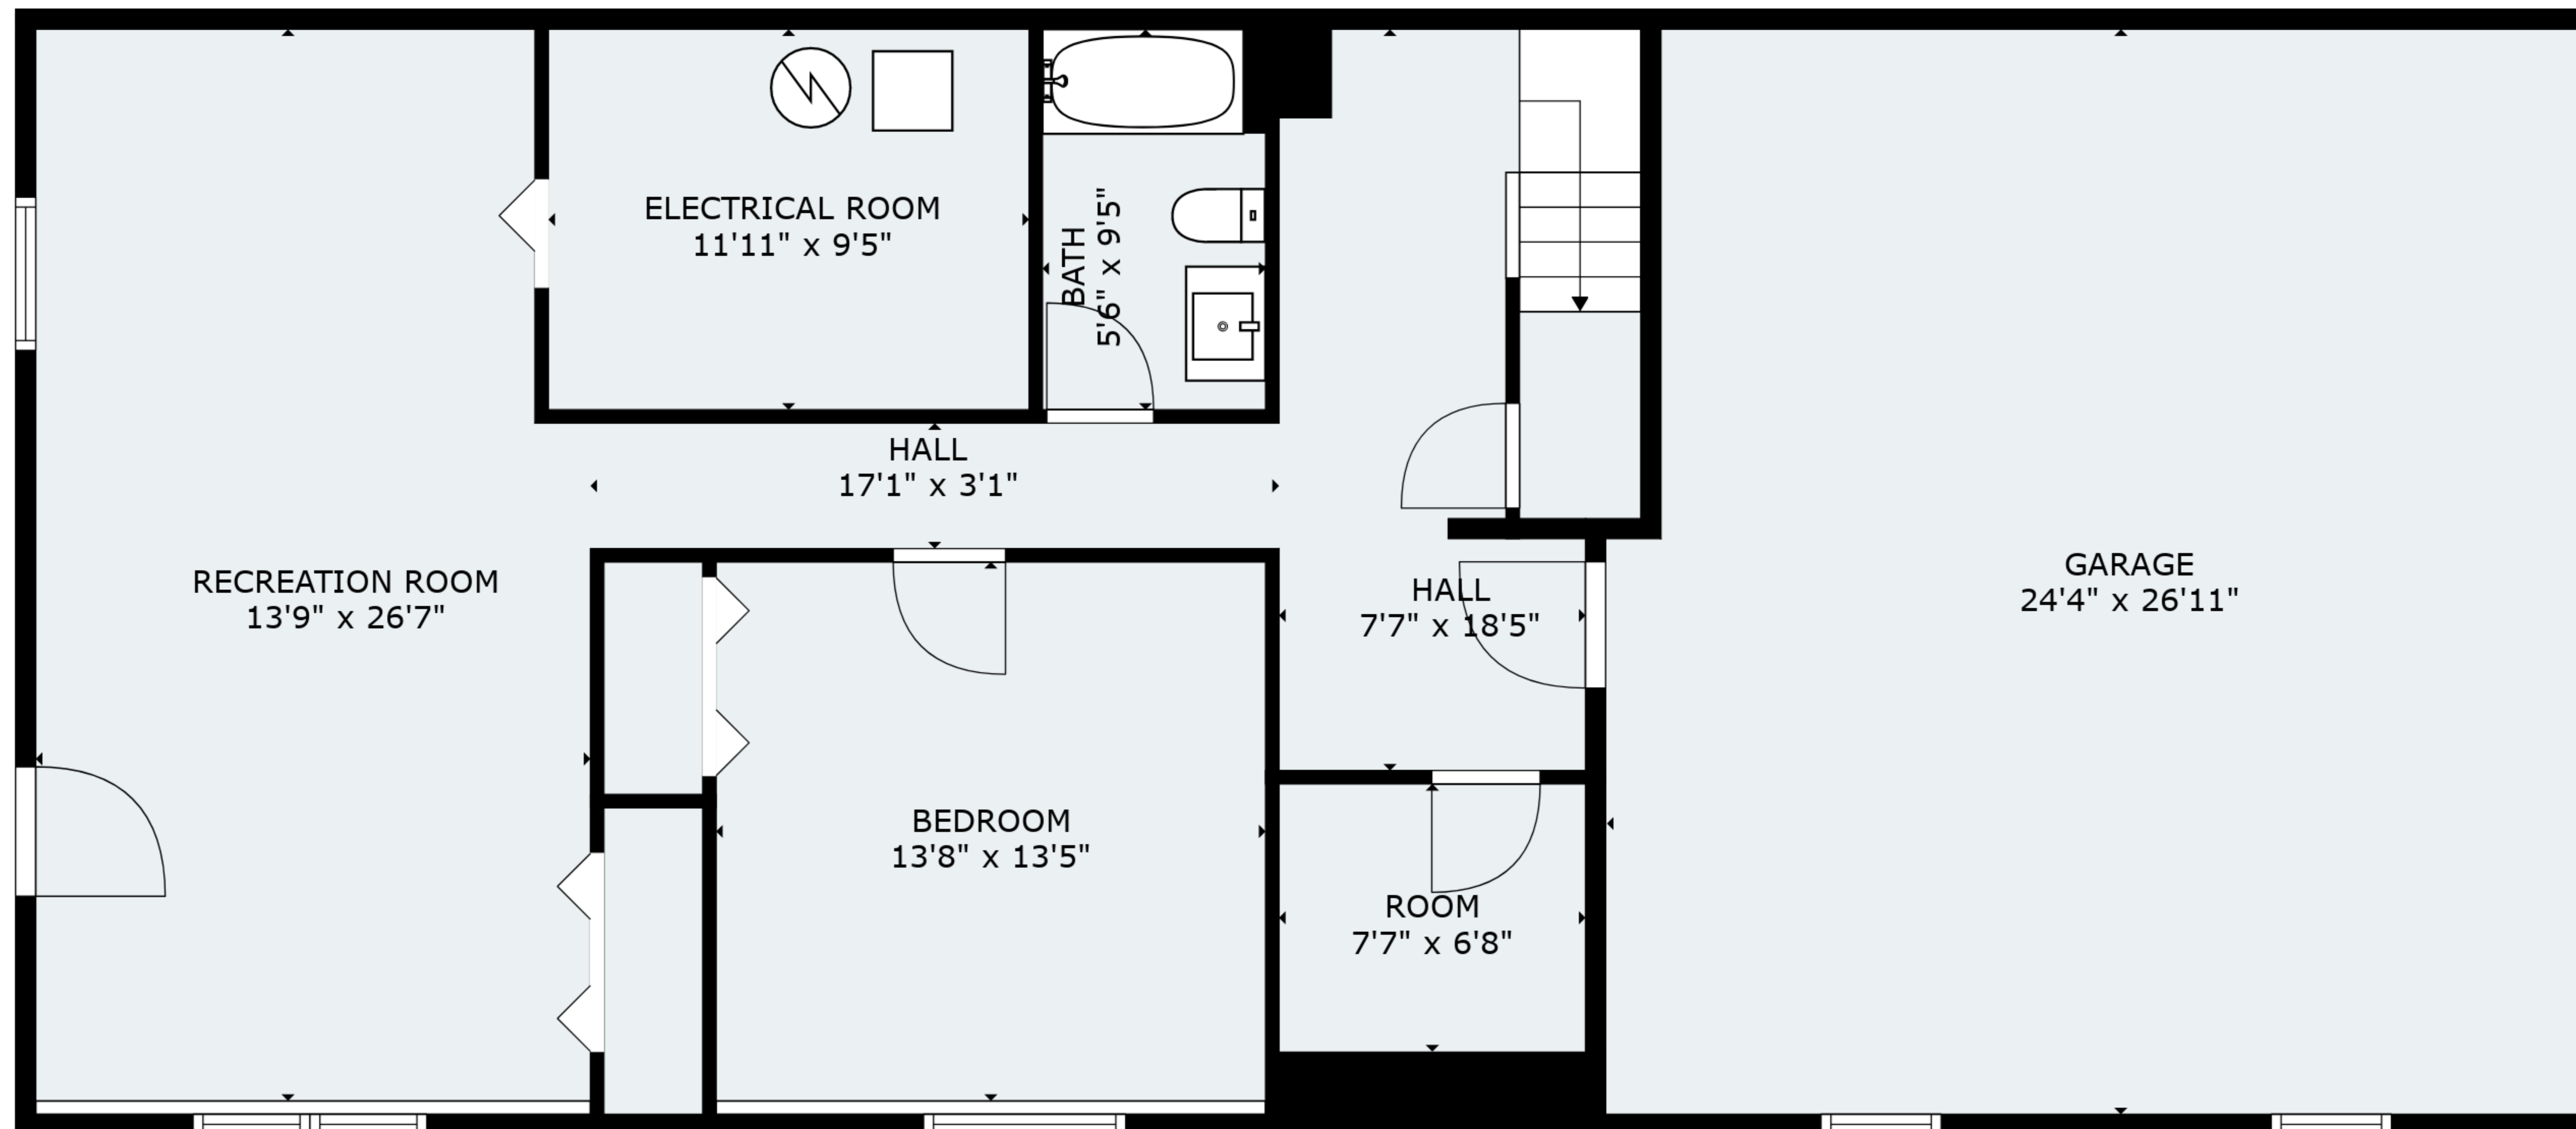 ELECTRICAL ROOM
11'11" x 9'5"
BATH
5'6" x 9'5"
HALL
17'1" x 3'1"
RECREATION ROOM
13'9" x 26'7"
HALL
7'7" x 18'5"
GARAGE
24'4" x 26'11"
BEDROOM
13'8" x 13'5"
ROOM
7'7" x 6'8"